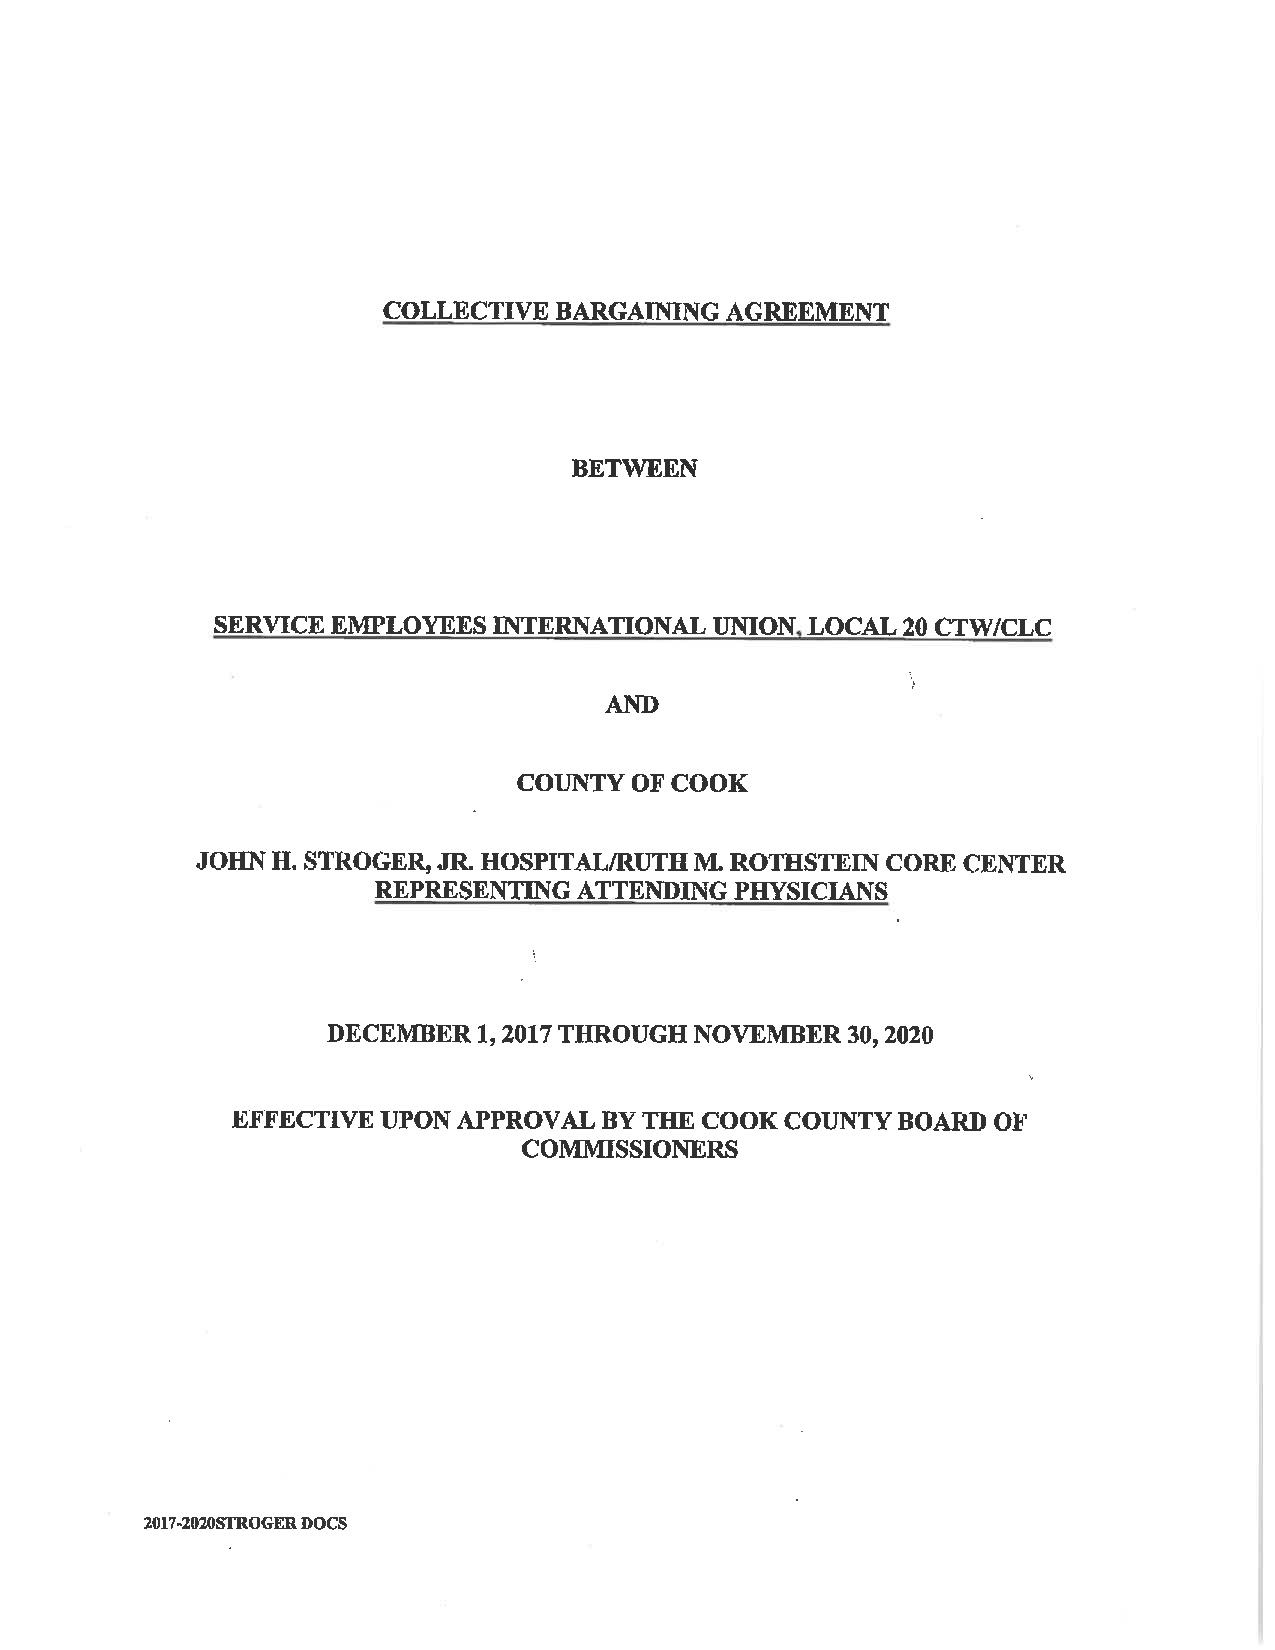 COLLECTIVE BARGAINING AGREEMENT
BETWEEN
SERVICE EMPLOYEES INTERNATIONAL UNION, LOCAL 20 CTW/CLC
AND
COUNTY OF COOK
JOHN H. STROGER, JR. HOSPITAL/RUTH M. ROTHSTEIN CORE CENTER
REPRESENTING ATTENDING PHYSICIANS
DECEMBER 1, 2017 THROUGH NOVEMBER 30, 2020
EFFECTIVE UPON APPROVAL BY THE COOK COUNTY BOARD OF
COMMISSIONERS
2017-2020STROGER DOCS